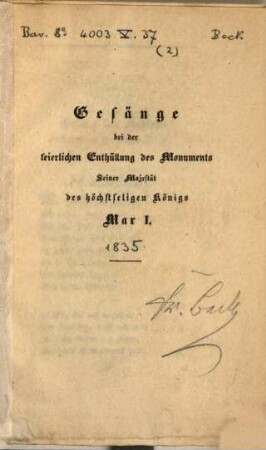 Bav. 8° 4003 X. 37 Beck
(2)
Gesänge
bei der
feierlichen Enthüllung des Monuments
Seiner Majestät
des höchstseligen Königs
Max I.
1835
Beck